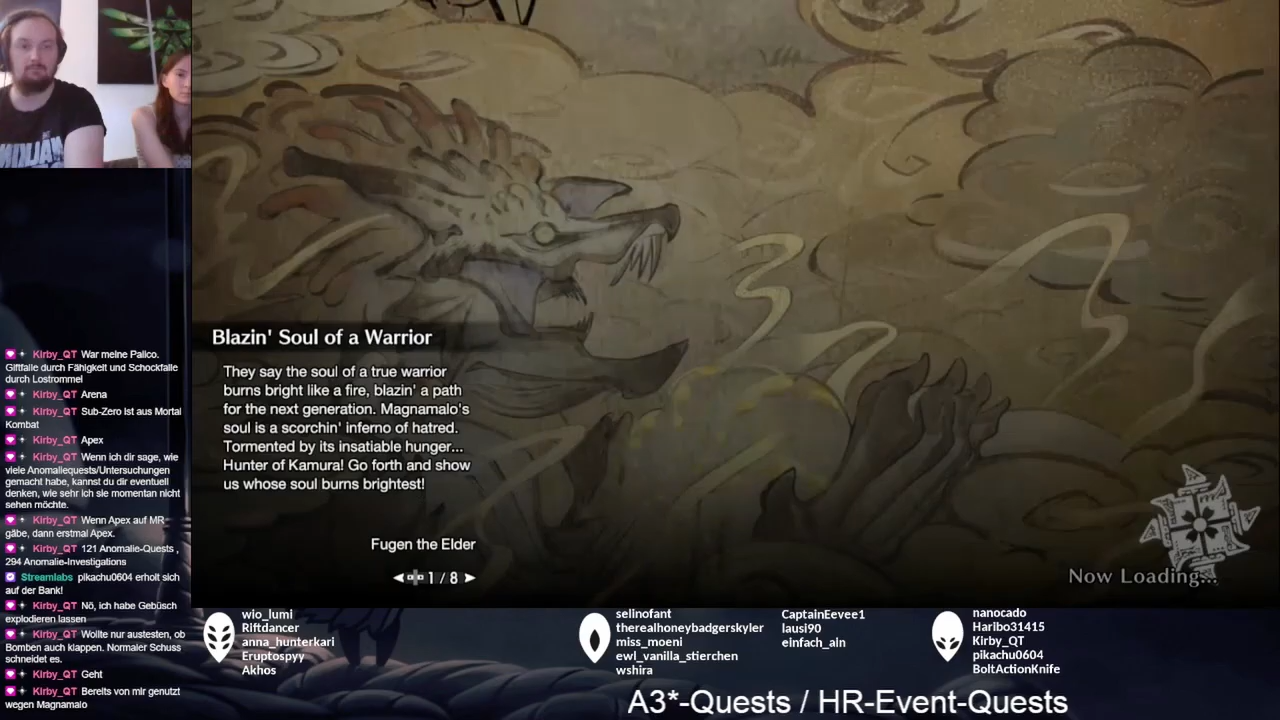 Blazin' Soul of a Warrior
They say the soul of a true warrior
burns bright like a fire, blazin' a path
for the next generation. Magnamalo's
soul is a scorchin' inferno of hatred.
Tormented by its insatiable hunger...
Hunter of Kamura! Go forth and show
us whose soul burns brightest!
Fugen the Elder
1 / 8
Now Loading...
Kirby_QT War meine Palico.
Giftfalle durch Fähigkeit und Schockfalle
durch Lostrommel
Kirby_QT Arena
Kirby_QT Sub-Zero ist aus Mortal
Kombat
Kirby_QT Apex
Kirby_QT Wenn ich dir sage, wie
viele Anomaliequests/Untersuchungen
gemacht habe, kannst du dir eventuell
denken, wie sehr ich sie momentan nicht
sehen möchte.
Kirby_QT Wenn Apex auf MR
gäbe, dann erstmal Apex.
Kirby_QT 121 Anomalie-Quests ,
294 Anomalie-Investigations
Streamlabs pikachu0604 erholt sich
auf der Bank!
Kirby_QT Nö, ich habe Gebüsch
explodieren lassen
Kirby_QT Wollte nur austesten, ob
Bomben auch klappen. Normaler Schuss
schneidet es.
Kirby_QT Geht
Kirby_QT Bereits von mir genutzt
wegen Magnamalo
wio_lumi
Riftdancer
anna_hunterkari
Eruptospyy
Akhos
selinofant
therealhoneybadgerskyler
miss_moeni
ewl_vanilla_stierchen
wshira
CaptainEevee1
lausi90
einfach_aln
nanocado
Haribo31415
Kirby_QT
pikachu0604
BoltActionKnife
A3*-Quests / HR-Event-Quests